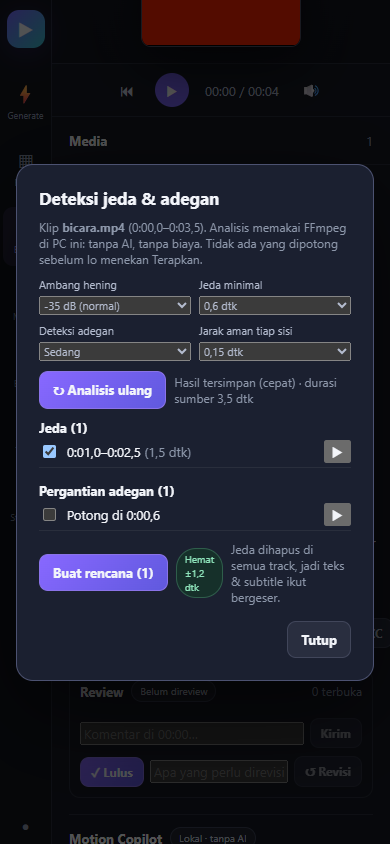 Generate
00:00 / 00:04
Media
1
Deteksi jeda & adegan
Klip bicara.mp4 (0:00,0–0:03,5). Analisis memakai FFmpeg
di PC ini: tanpa AI, tanpa biaya. Tidak ada yang dipotong
sebelum lo menekan Terapkan.
Ambang hening
Jeda minimal
-35 dB (normal)
0,6 dtk
Deteksi adegan
Jarak aman tiap sisi
Sedang
0,15 dtk
↻ Analisis ulang
Hasil tersimpan (cepat) · durasi
sumber 3,5 dtk
Jeda (1)
0:01,0–0:02,5 (1,5 dtk)
Pergantian adegan (1)
Potong di 0:00,6
Buat rencana (1)
Hemat
±1,2
dtk
Jeda dihapus di
semua track, jadi teks
& subtitle ikut
bergeser.
Tutup
Review
Belum direview
0 terbuka
Komentar di 00:00...
Kirim
✓ Lulus
Apa yang perlu direvisi
↺ Revisi
Motion Copilot
Lokal · tanpa AI